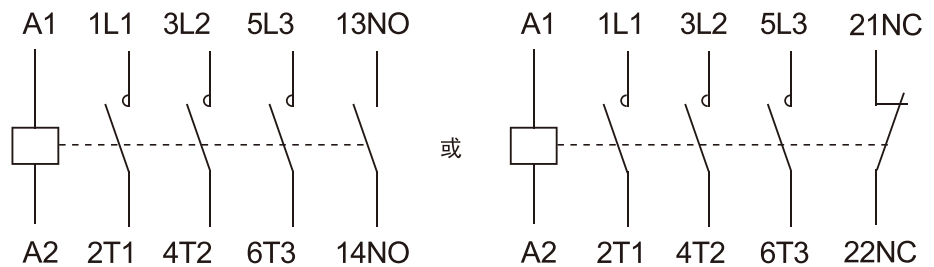 A1 1L1 3L2 5L3 13NO A1 1L1 3L2 5L3 21NC
或
A2 2T1 4T2 6T3 14NO A2 2T1 4T2 6T3 22NC